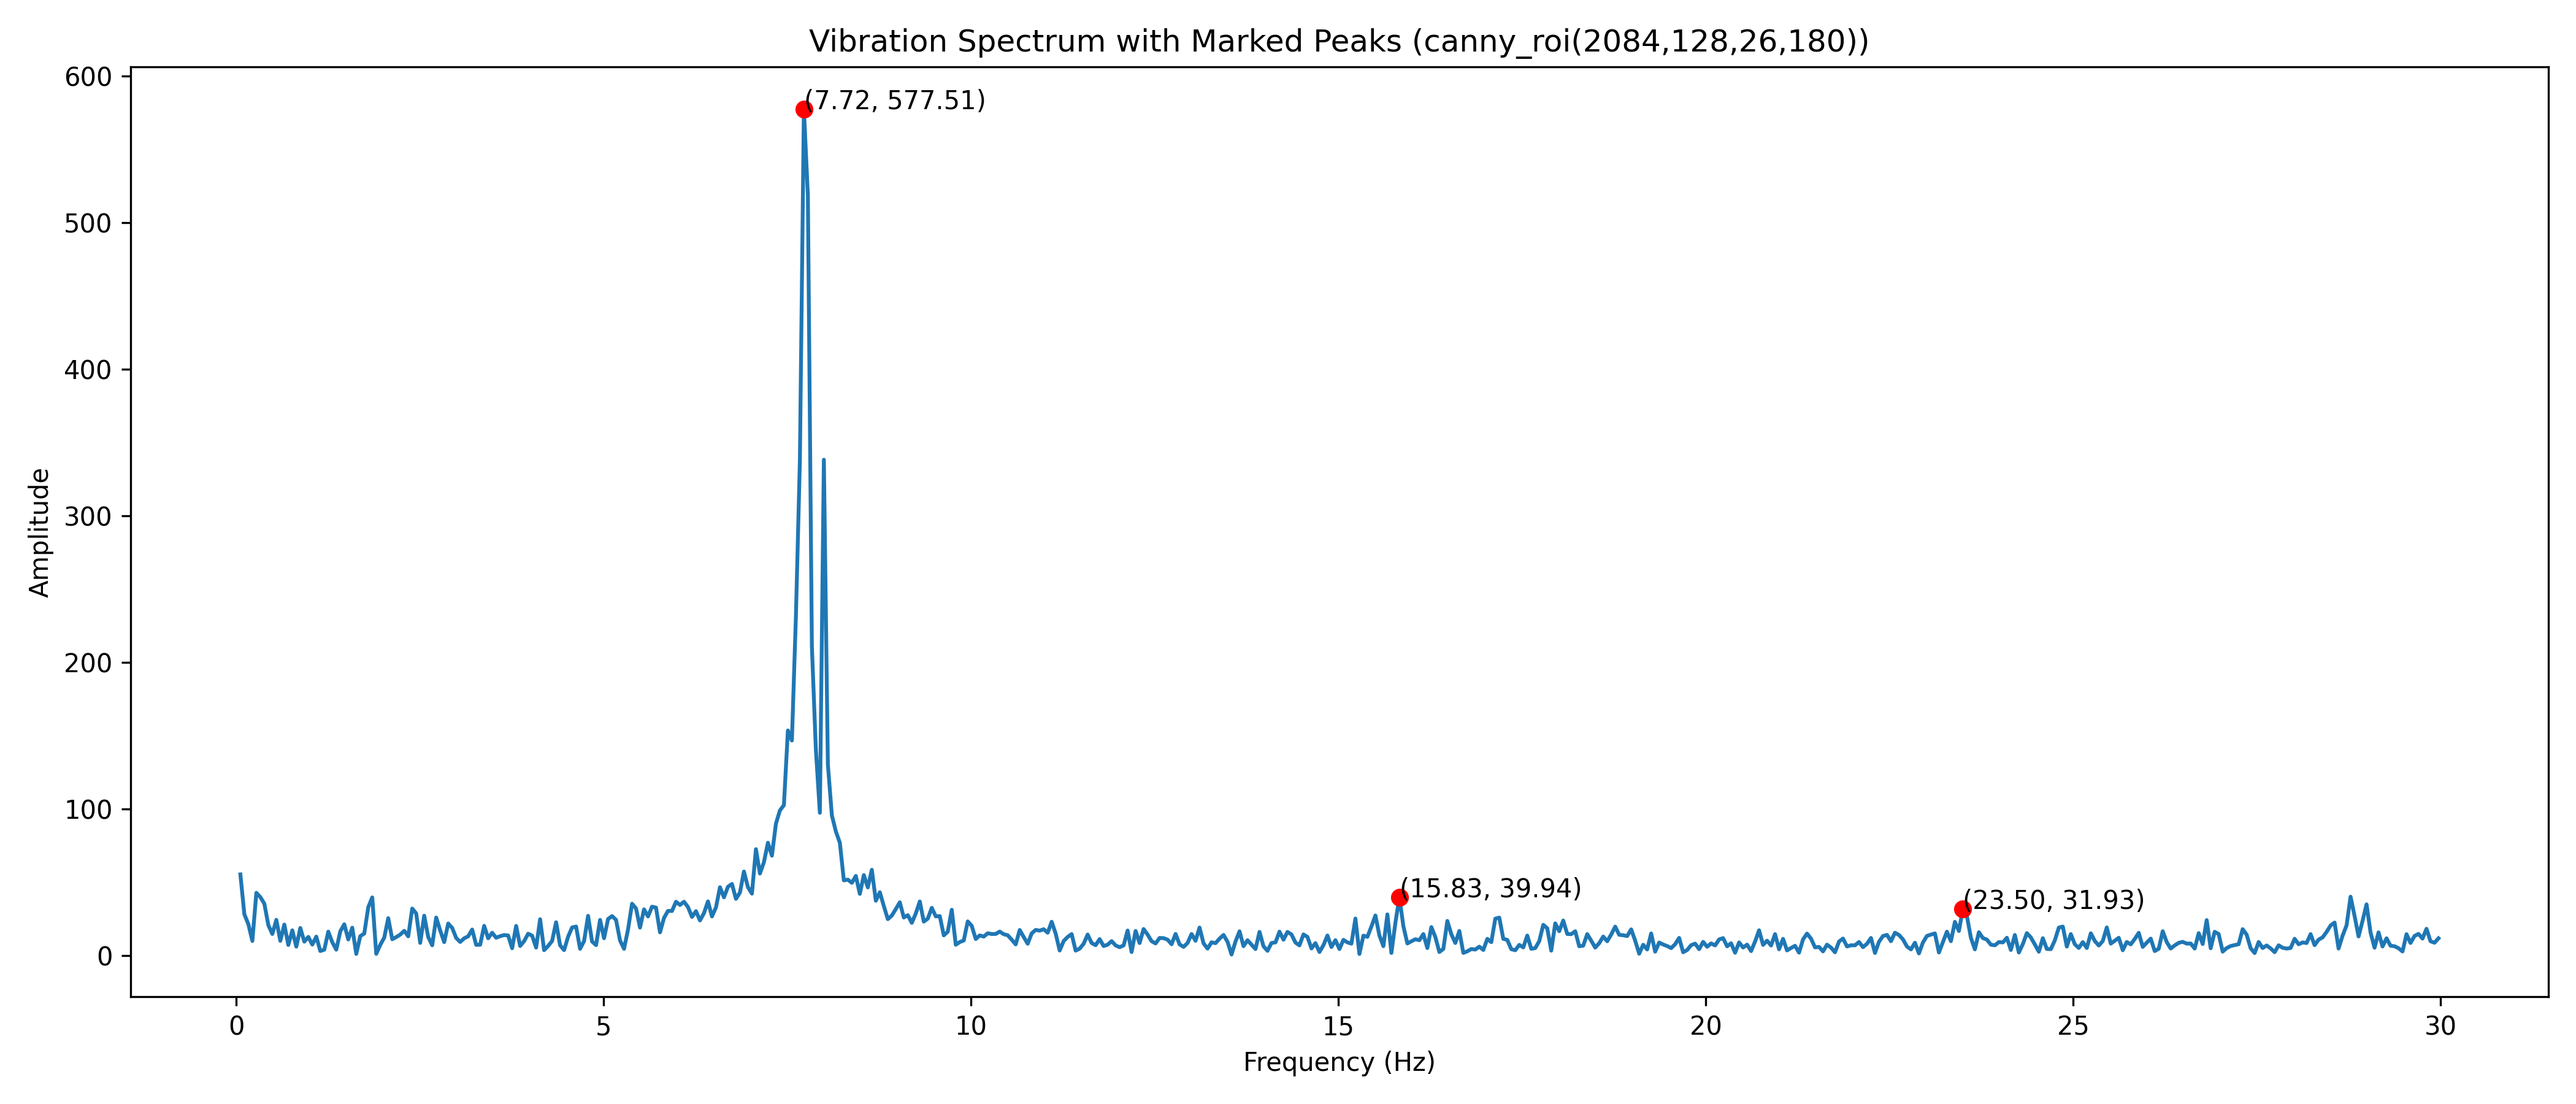 Vibration Spectrum with Marked Peaks (canny_roi(2084,128,26,180))
600
500
400
300
200
100
0
Amplitude
(7.72, 577.51)
(15.83, 39.94)
(23.50, 31.93)
0 5 10 15 20 25 30
Frequency (Hz)